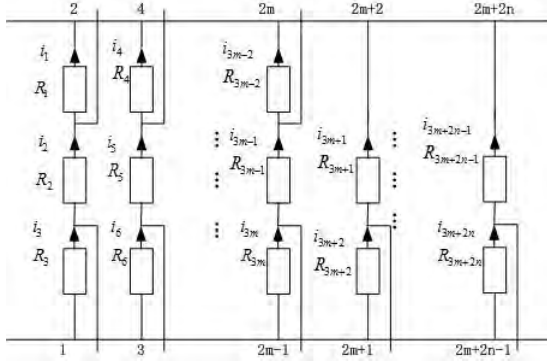 2 4 2m 2m+2 2m+2n
i₁ i₄ i₃ₘ₋₂
R₁ R₄ R₃ₘ₋₂
i₂ i₅ i₃ₘ₋₁ i₃ₘ₊₁ i₃ₘ₊₂ₙ₋₁
R₂ R₅ R₃ₘ₋₁ R₃ₘ₊₁ R₃ₘ₊₂ₙ₋₁
i₃ i₆ i₃ₘ i₃ₘ₊₂ i₃ₘ₊₂ₙ
R₃ R₆ R₃ₘ R₃ₘ₊₂ R₃ₘ₊₂ₙ
1 3 2m-1 2m+1 2m+2n-1